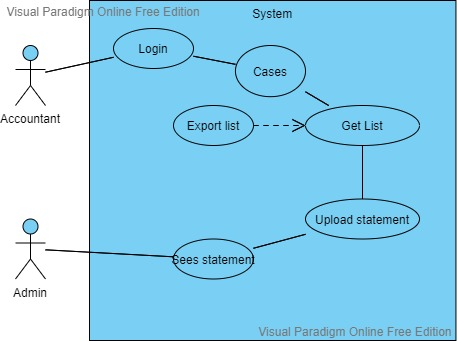 Visual Paradigm Online Free Edition
System
Login
Cases
Accountant
Export list
Get List
Upload statement
Sees statement
Admin
Visual Paradigm Online Free Edition